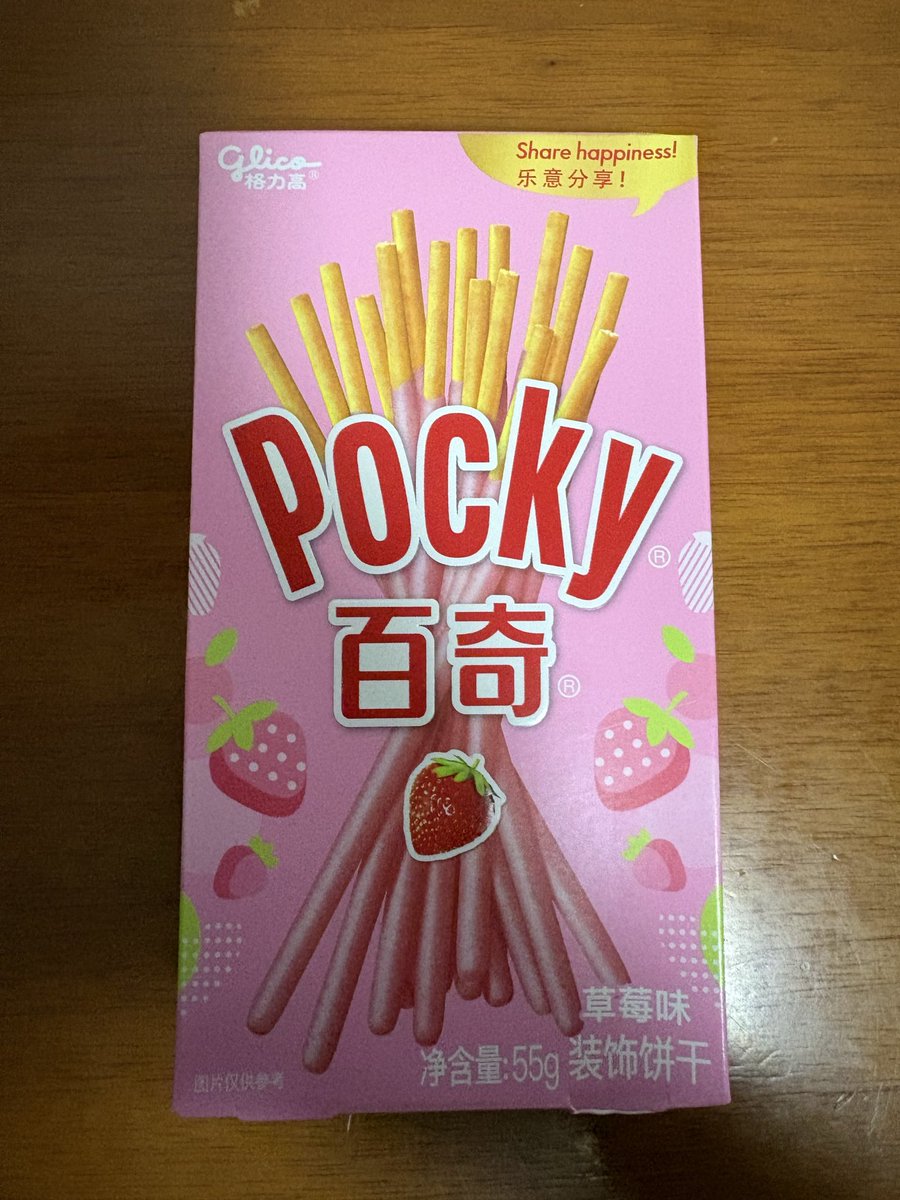 Glico
格力高®
Share happiness!
乐意分享!
Pocky®
百奇®
草莓味
净含量:55g 装饰饼干
图片仅供参考